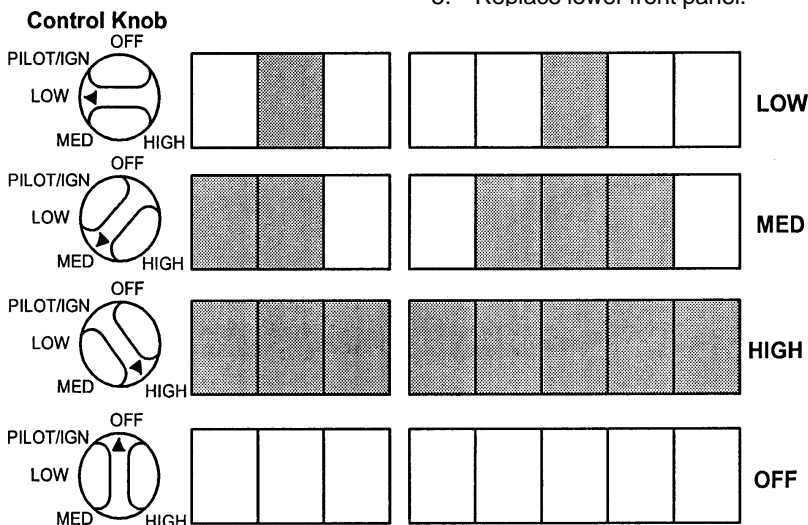 3. Replace lower front panel.
Control Knob
OFF
PILOT/IGN
LOW
MED
HIGH
LOW
OFF
PILOT/IGN
LOW
MED
HIGH
MED
OFF
PILOT/IGN
LOW
MED
HIGH
HIGH
OFF
PILOT/IGN
LOW
MED
HIGH
OFF